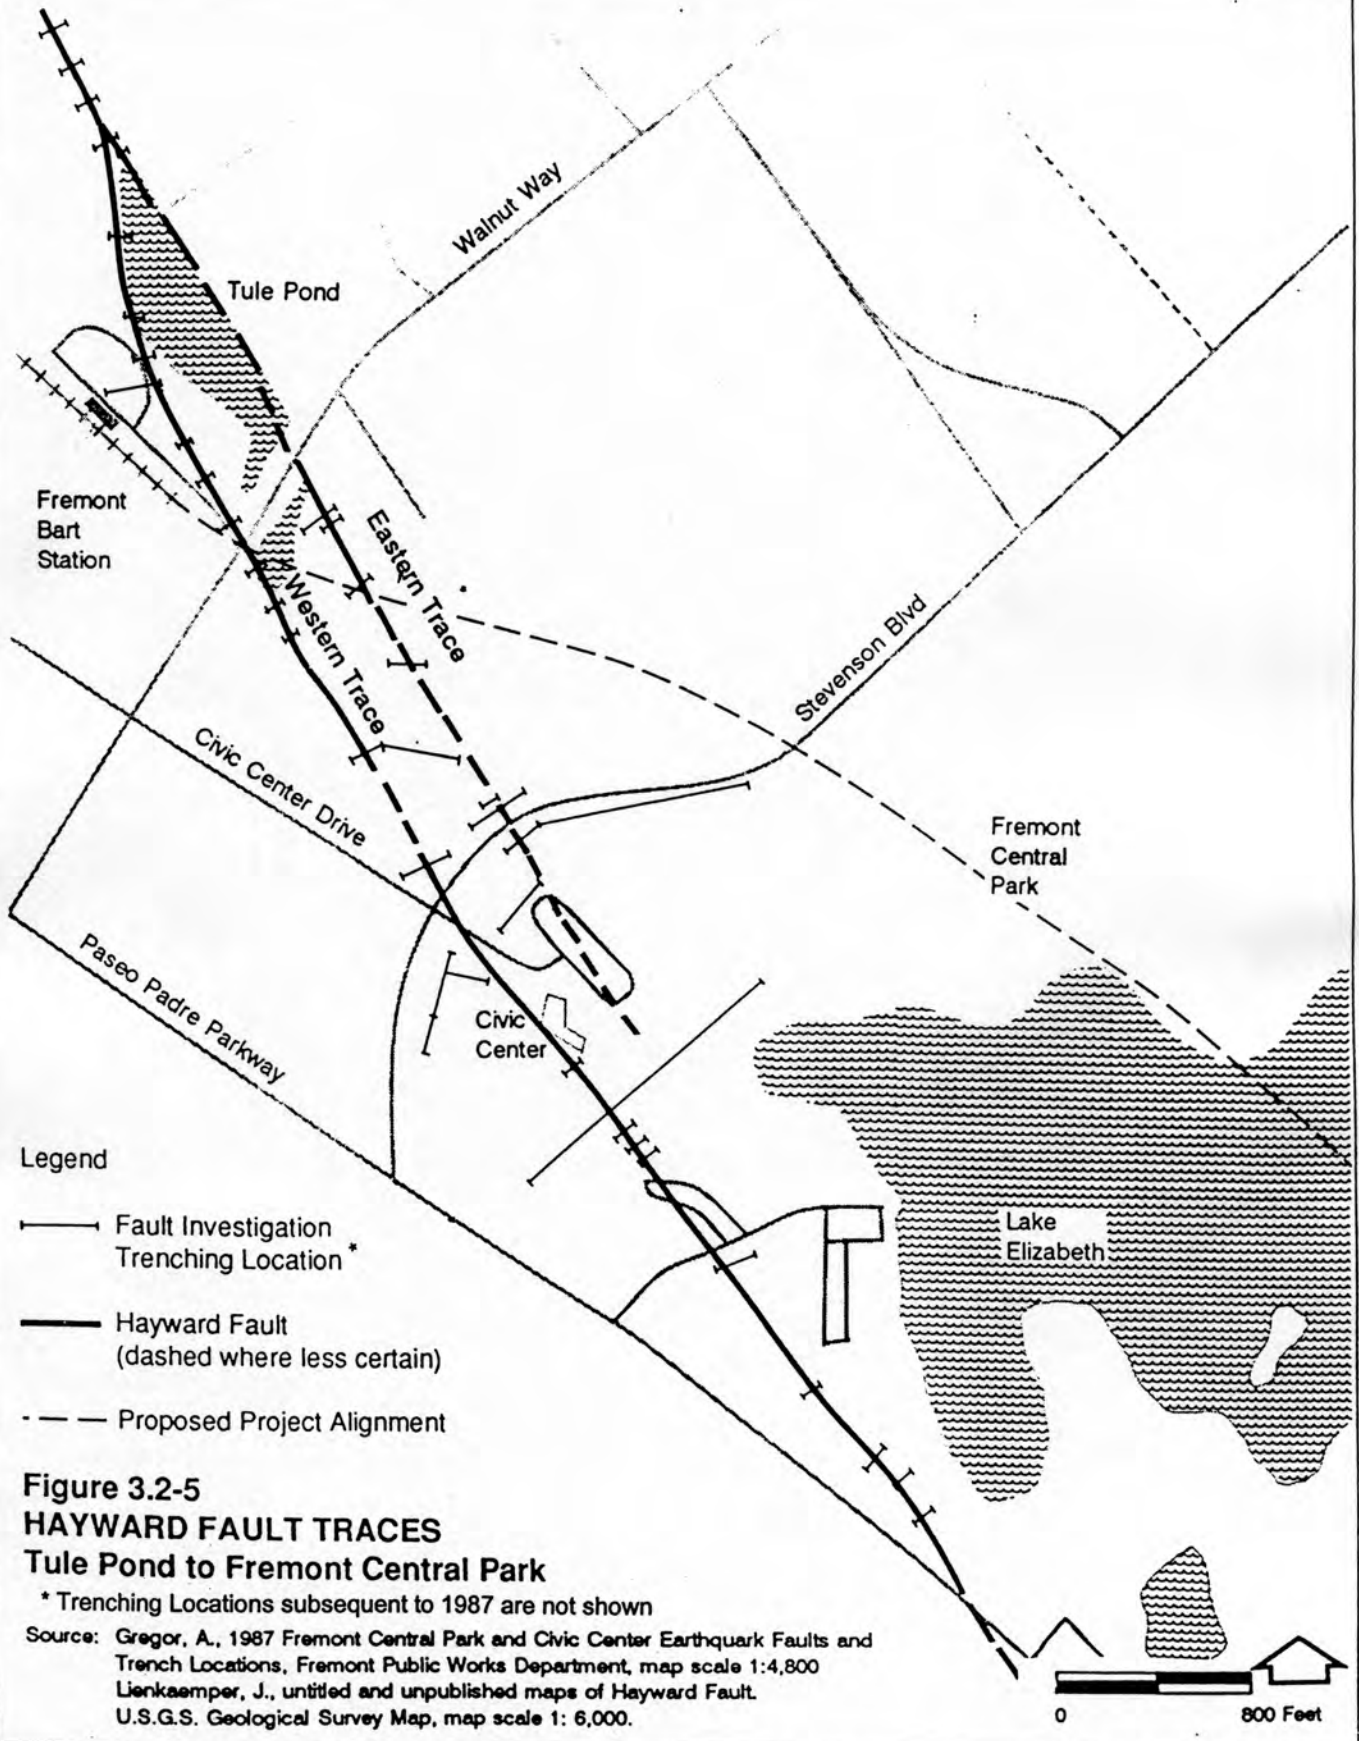 Walnut Way
Tule Pond
Fremont
Bart
Station
Eastern Trace
Western Trace
Stevenson Blvd
Civic Center Drive
Fremont
Central
Park
Paseo Padre Parkway
Civic
Center
Lake
Elizabeth
Legend
Fault Investigation
Trenching Location *
Hayward Fault
(dashed where less certain)
Proposed Project Alignment
Figure 3.2-5
HAYWARD FAULT TRACES
Tule Pond to Fremont Central Park
* Trenching Locations subsequent to 1987 are not shown
Source: Gregor, A., 1987 Fremont Central Park and Civic Center Earthquark Faults and
Trench Locations, Fremont Public Works Department, map scale 1:4,800
Lienkaemper, J., untitled and unpublished maps of Hayward Fault.
U.S.G.S. Geological Survey Map, map scale 1: 6,000.
0 800 Feet